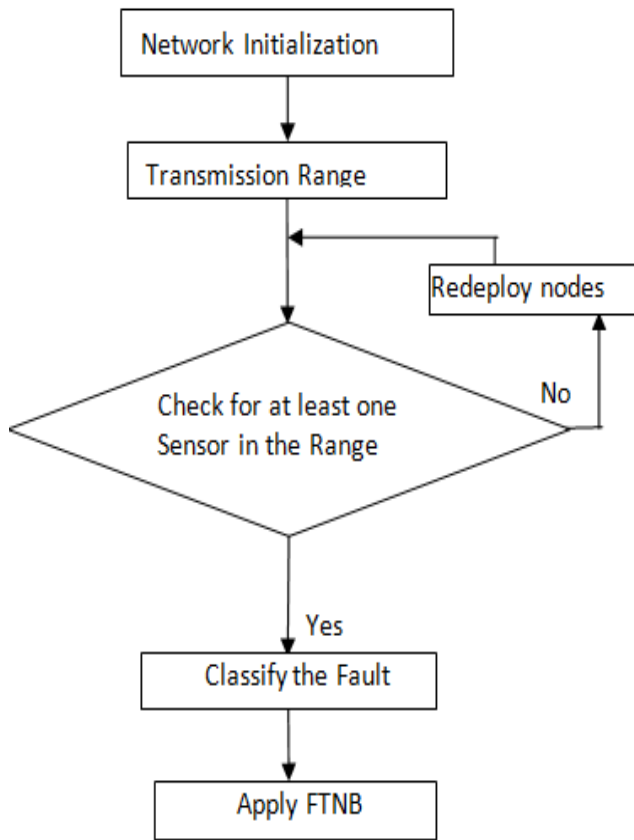 Network Initialization
Transmission Range
Redeploy nodes
Check for at least one
Sensor in the Range
No
Yes
Classify the Fault
Apply FTNB